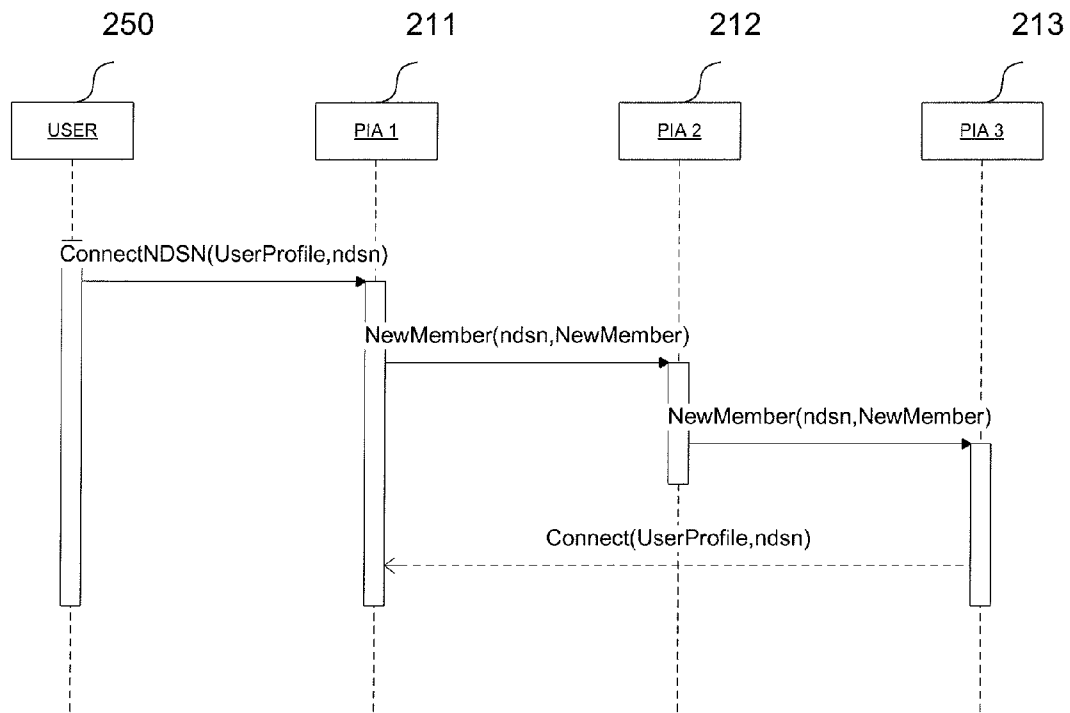 250
211
212
213
USER
PIA 1
PIA 2
PIA 3
ConnectNDSN(UserProfile,ndsn)
NewMember(ndsn,NewMember)
NewMember(ndsn,NewMember)
Connect(UserProfile,ndsn)